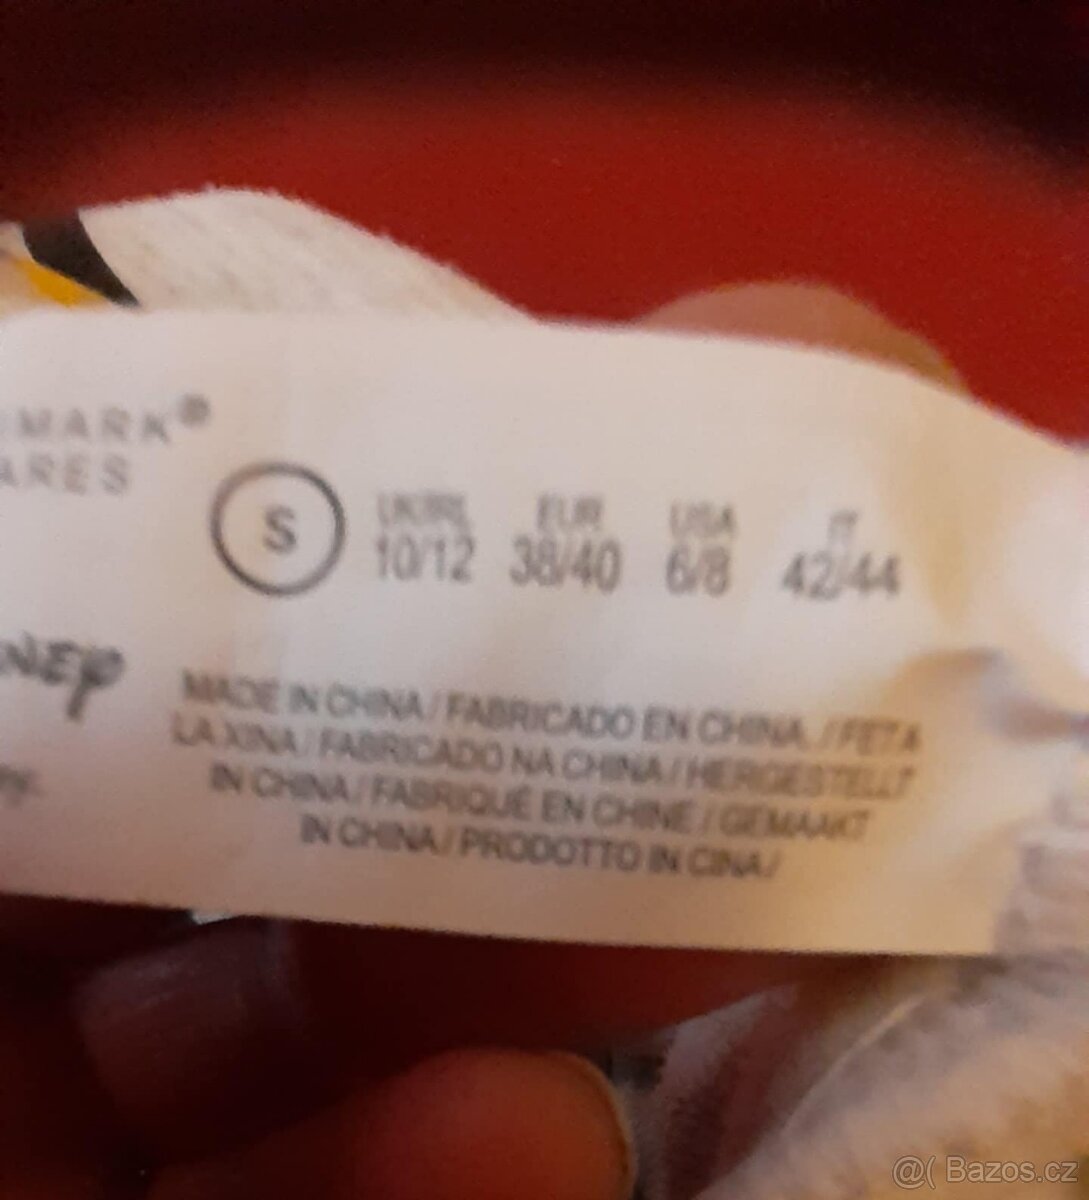 MARK®
ARES
S
UK/IRL EUR USA IT
10/12 38/40 6/8 42/44
NEY
MADE IN CHINA / FABRICADO EN CHINA / FET A
LA XINA / FABRICADO NA CHINA / HERGESTELLT
IN CHINA / FABRIQUÉ EN CHINE / GEMAAKT
IN CHINA / PRODOTTO IN CINA /
@( Bazos.cz